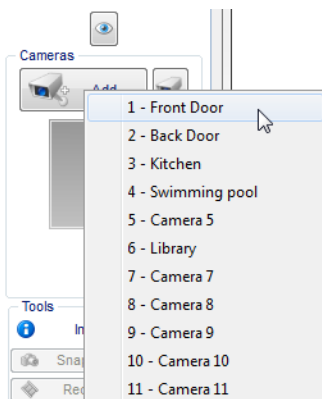 Cameras
Add
1 - Front Door
2 - Back Door
3 - Kitchen
4 - Swimming pool
5 - Camera 5
6 - Library
7 - Camera 7
Tools
8 - Camera 8
9 - Camera 9
10 - Camera 10
11 - Camera 11